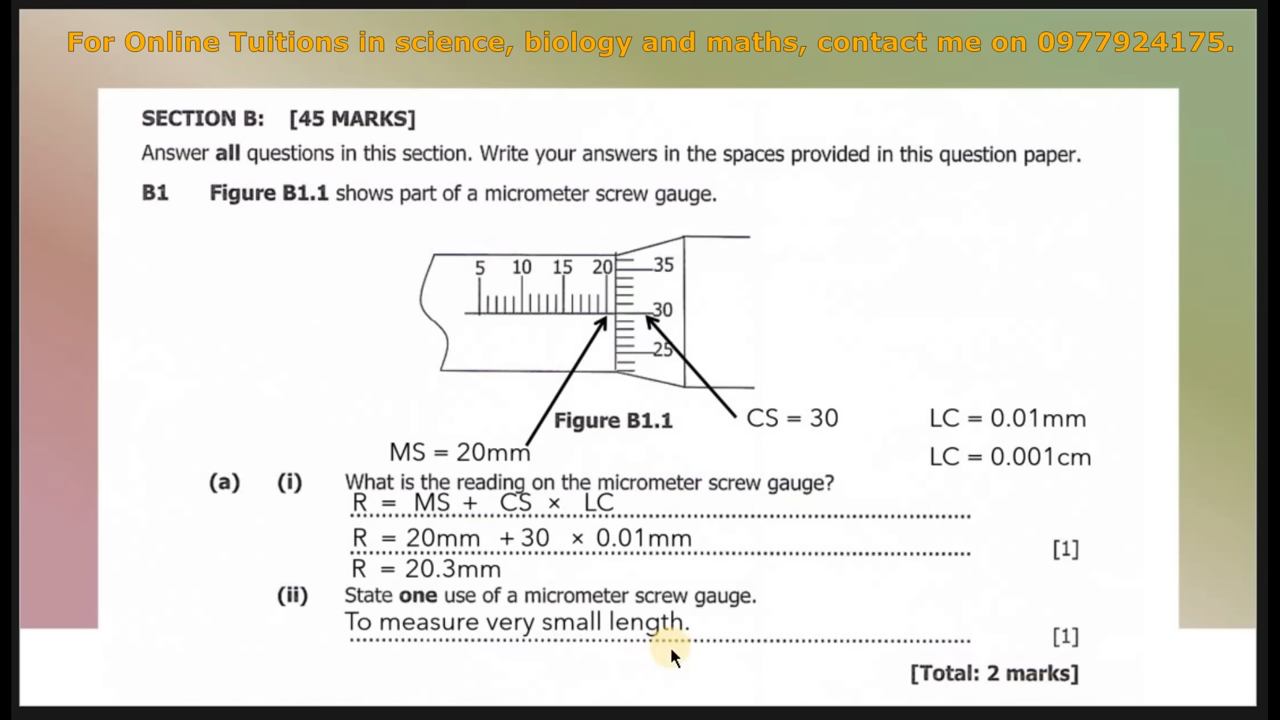 For Online Tuitions in science, biology and maths, contact me on 0977924175.
SECTION B: [45 MARKS]
Answer all questions in this section. Write your answers in the spaces provided in this question paper.
B1 Figure B1.1 shows part of a micrometer screw gauge.
5 10 15 20 35
30
25
Figure B1.1 CS = 30 LC = 0.01mm
MS = 20mm LC = 0.001cm
(a) (i) What is the reading on the micrometer screw gauge?
R = MS + CS × LC
R = 20mm + 30 × 0.01mm [1]
R = 20.3mm
(ii) State one use of a micrometer screw gauge.
To measure very small length. [1]
[Total: 2 marks]